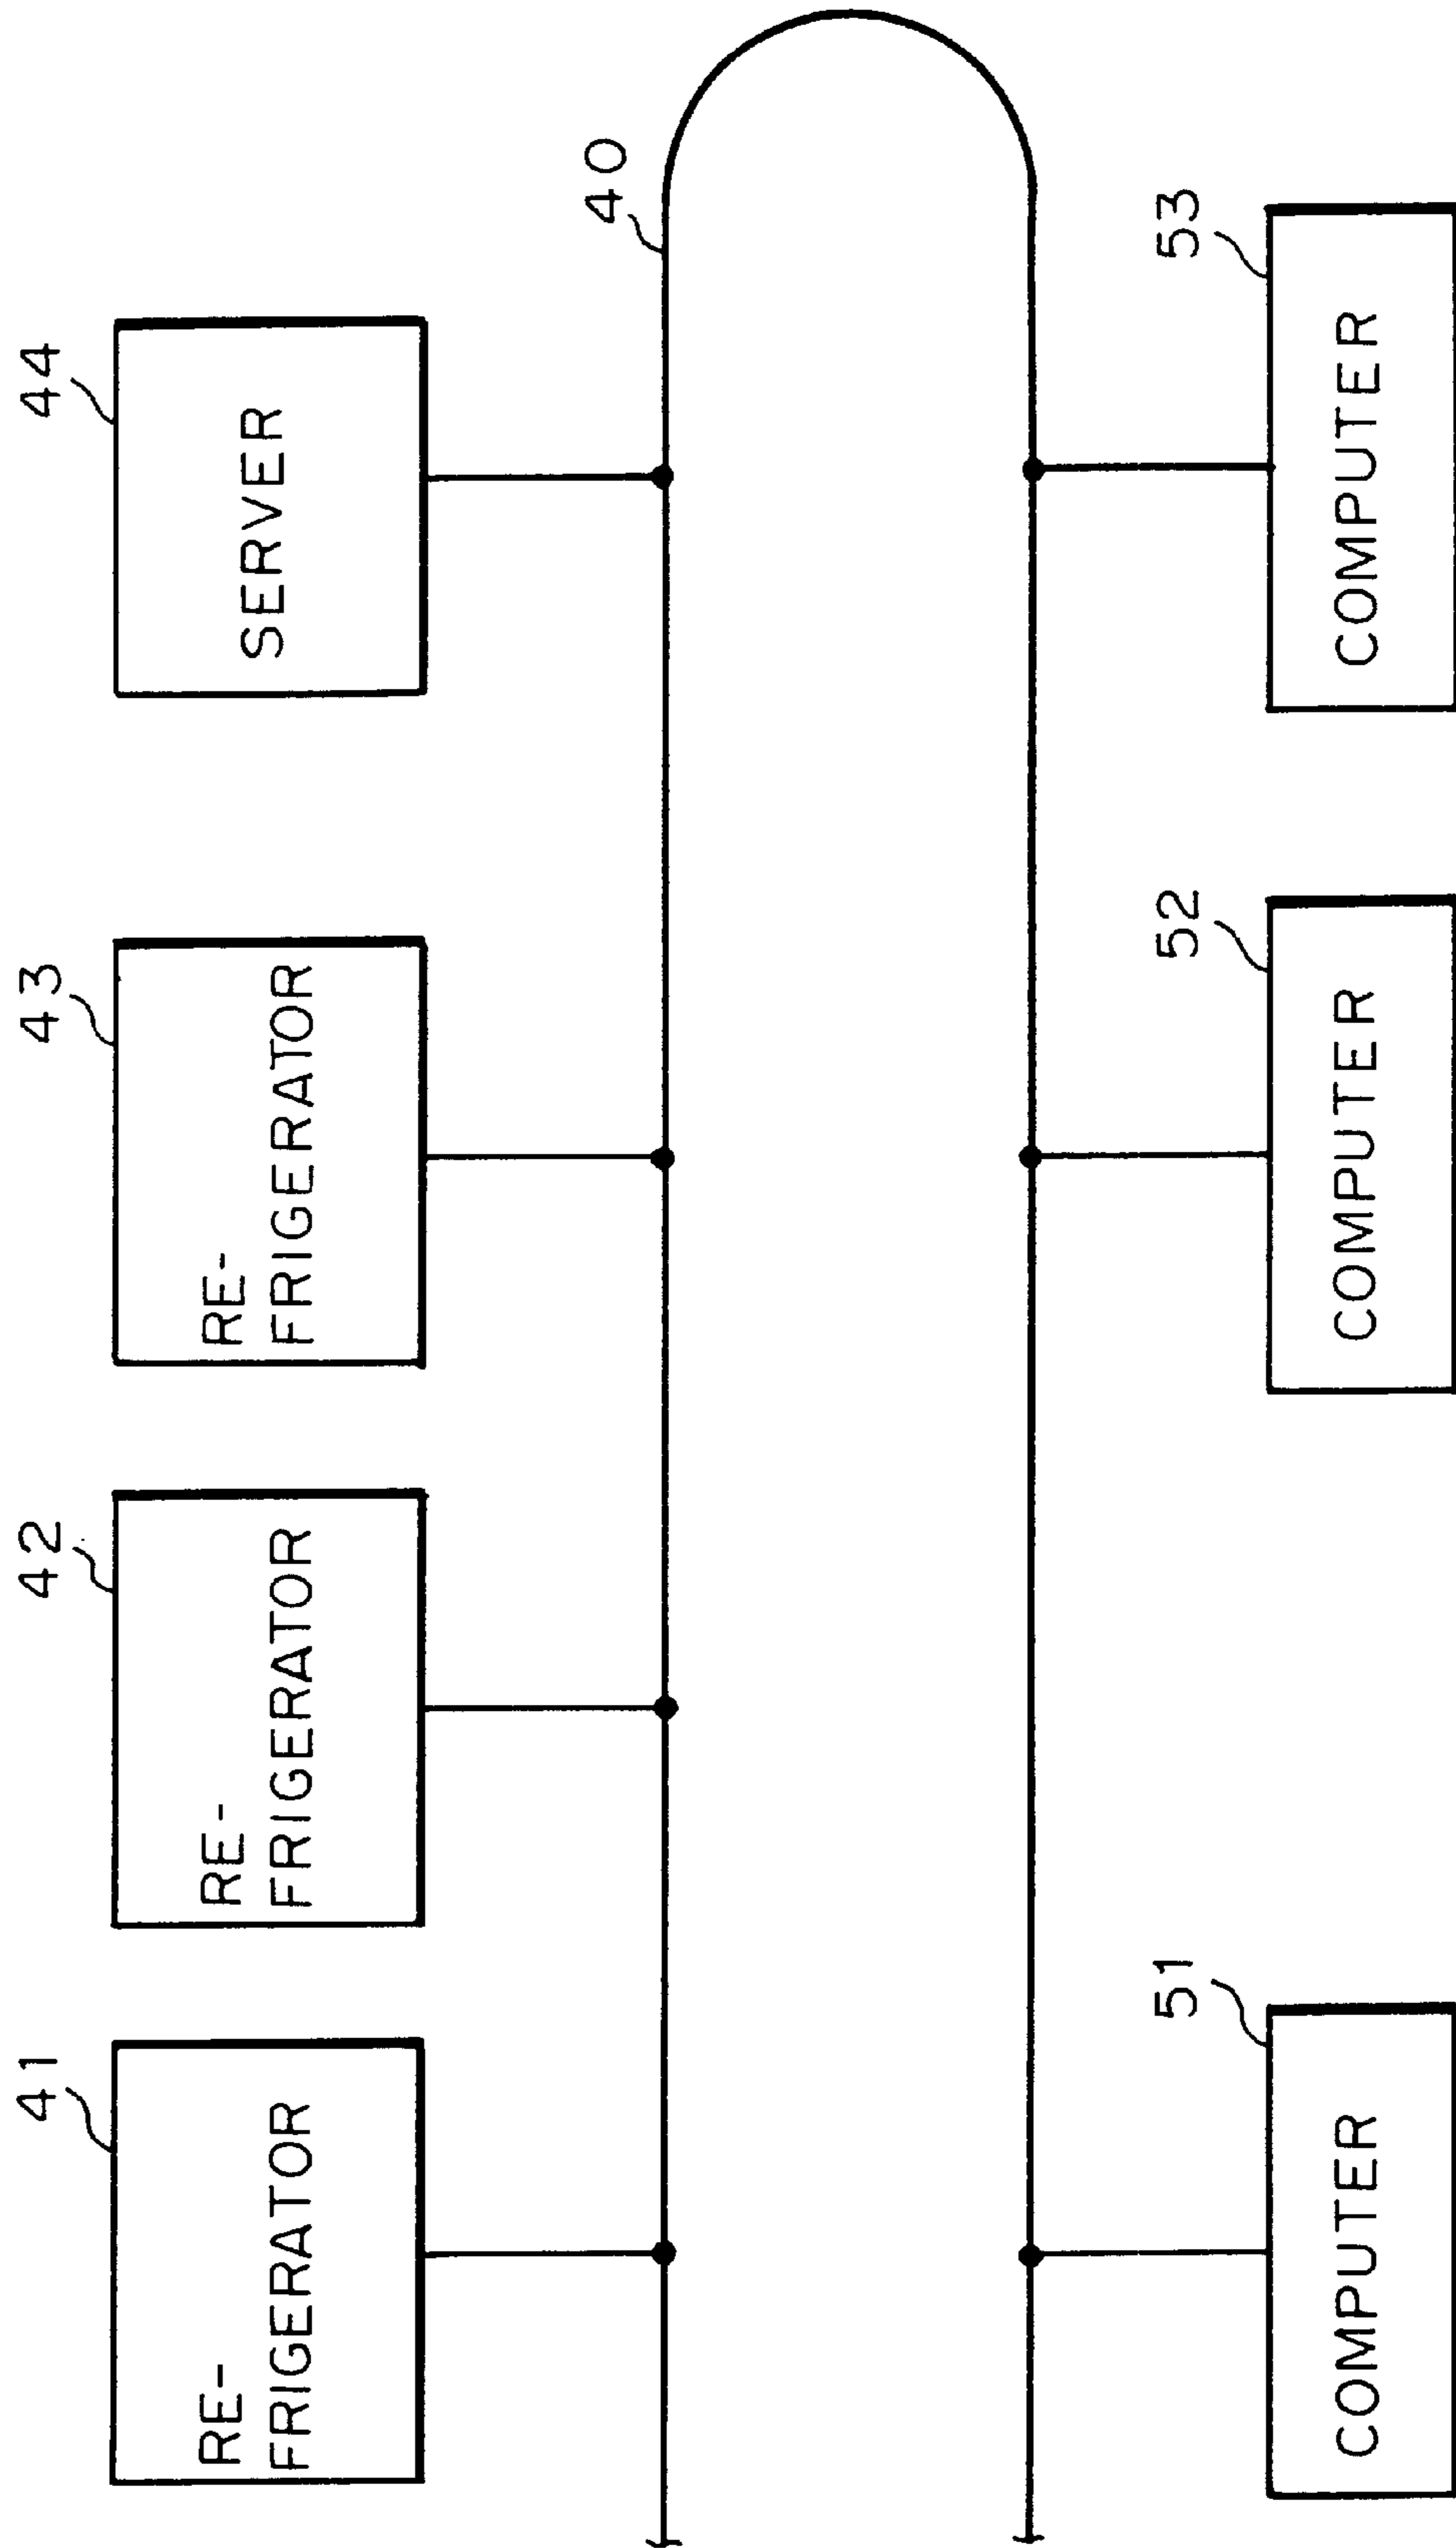 41
RE-
FRIGERATOR
42
RE-
FRIGERATOR
43
RE-
FRIGERATOR
44
SERVER
40
51
COMPUTER
52
COMPUTER
53
COMPUTER